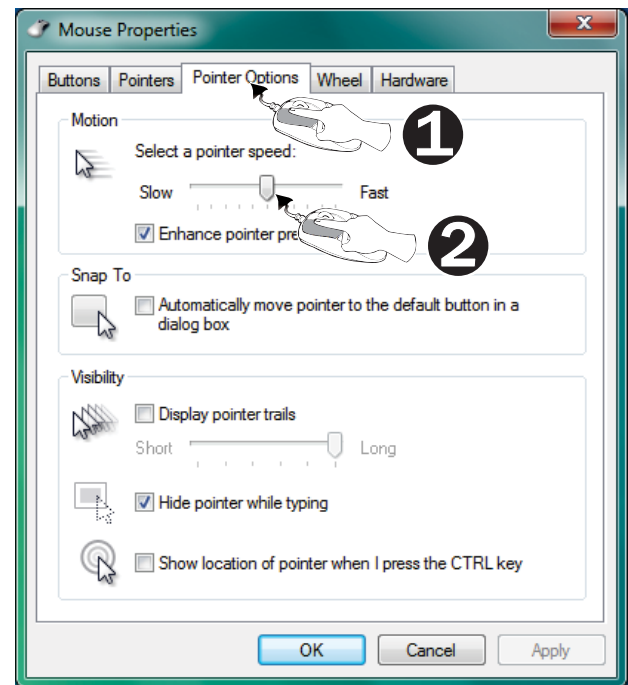 Mouse Properties
Buttons Pointers Pointer Options Wheel Hardware
Motion
1
Select a pointer speed:
Slow Fast
2
Enhance pointer pre
Snap To
Automatically move pointer to the default button in a
dialog box
Visibility
Display pointer trails
Short Long
Hide pointer while typing
Show location of pointer when I press the CTRL key
OK Cancel Apply